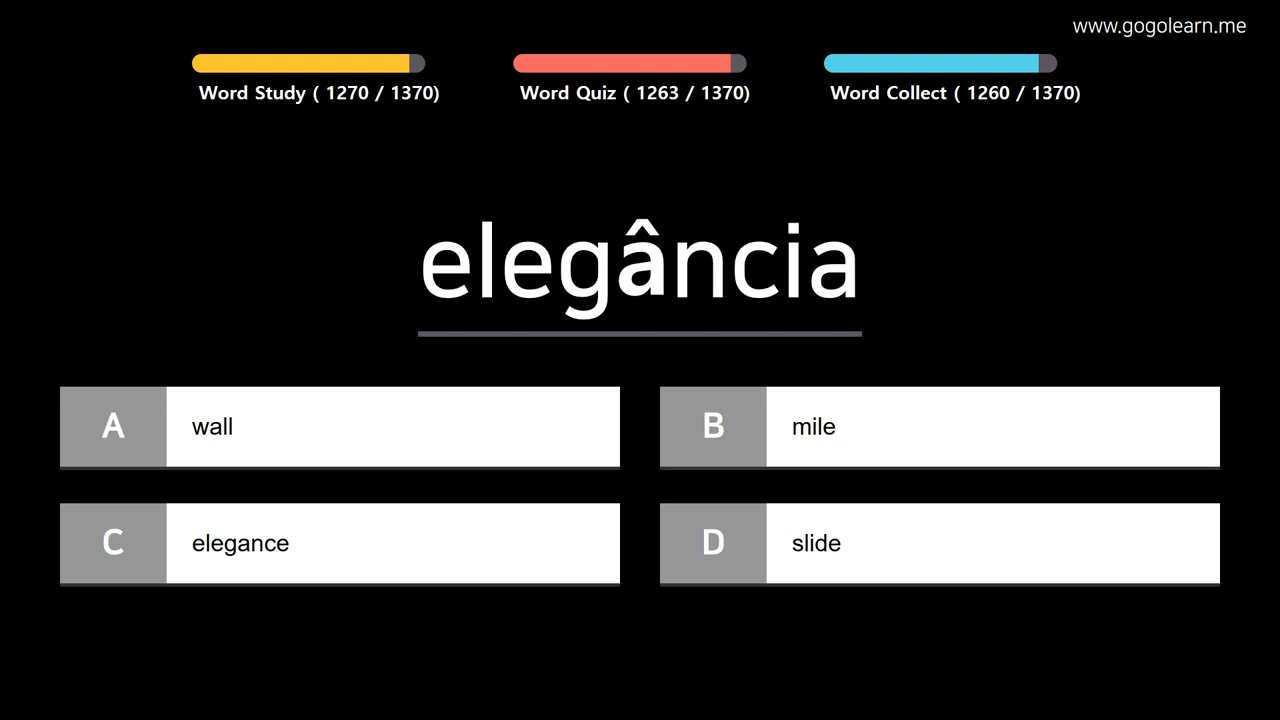 www.gogolearn.me
Word Study ( 1270 / 1370)
Word Quiz ( 1263 / 1370)
Word Collect ( 1260 / 1370)
elegância
A wall
B mile
C elegance
D slide